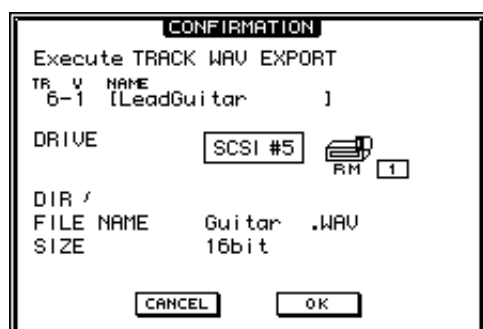 CONFIRMATION
Execute TRACK WAV EXPORT
TR V NAME
6-1 [LeadGuitar ]
DRIVE SCSI #5
RM 1
DIR /
FILE NAME Guitar .WAV
SIZE 16bit
CANCEL OK